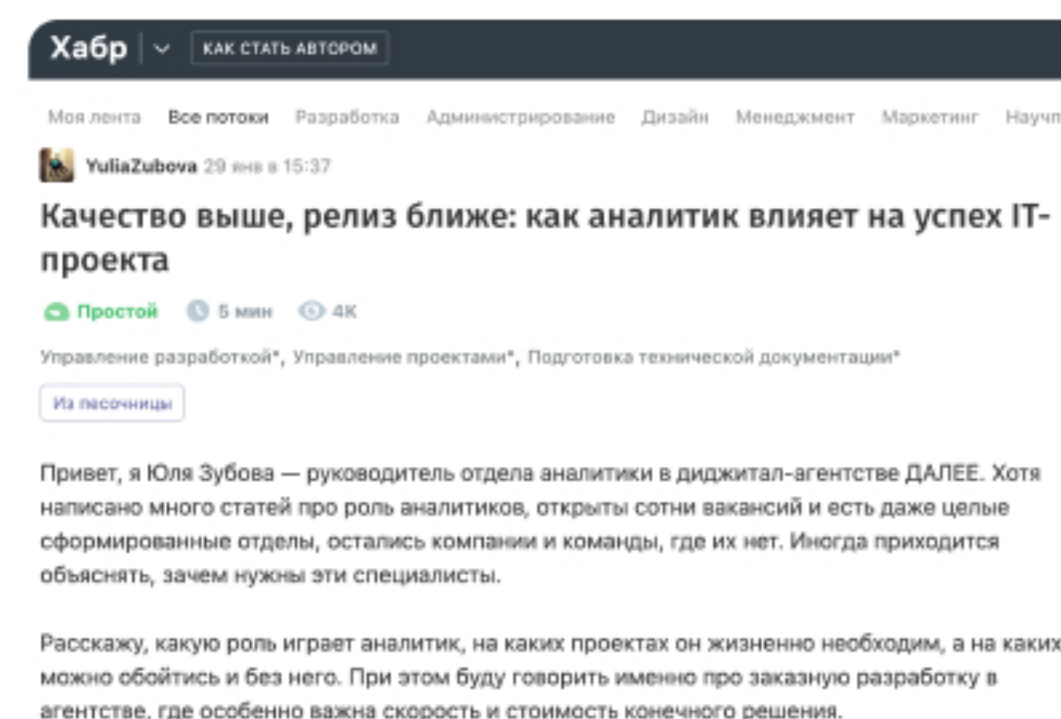 Хабр КАК СТАТЬ АВТОРОМ
Моя лента Все потоки Разработка Администрирование Дизайн Менеджмент Маркетинг Научп
YuliaZubova 29 янв в 15:37
Качество выше, релиз ближе: как аналитик влияет на успех IT-
проекта
Простой 5 мин 4K
Управление разработкой*, Управление проектами*, Подготовка технической документации*
Из песочницы
Привет, я Юля Зубова — руководитель отдела аналитики в диджитал-агентстве ДАЛЕЕ. Хотя
написано много статей про роль аналитиков, открыты сотни вакансий и есть даже целые
сформированные отделы, остались компании и команды, где их нет. Иногда приходится
объяснять, зачем нужны эти специалисты.
Расскажу, какую роль играет аналитик, на каких проектах он жизненно необходим, а на каких
можно обойтись и без него. При этом буду говорить именно про заказную разработку в
агентстве, где особенно важна скорость и стоимость конечного решения.